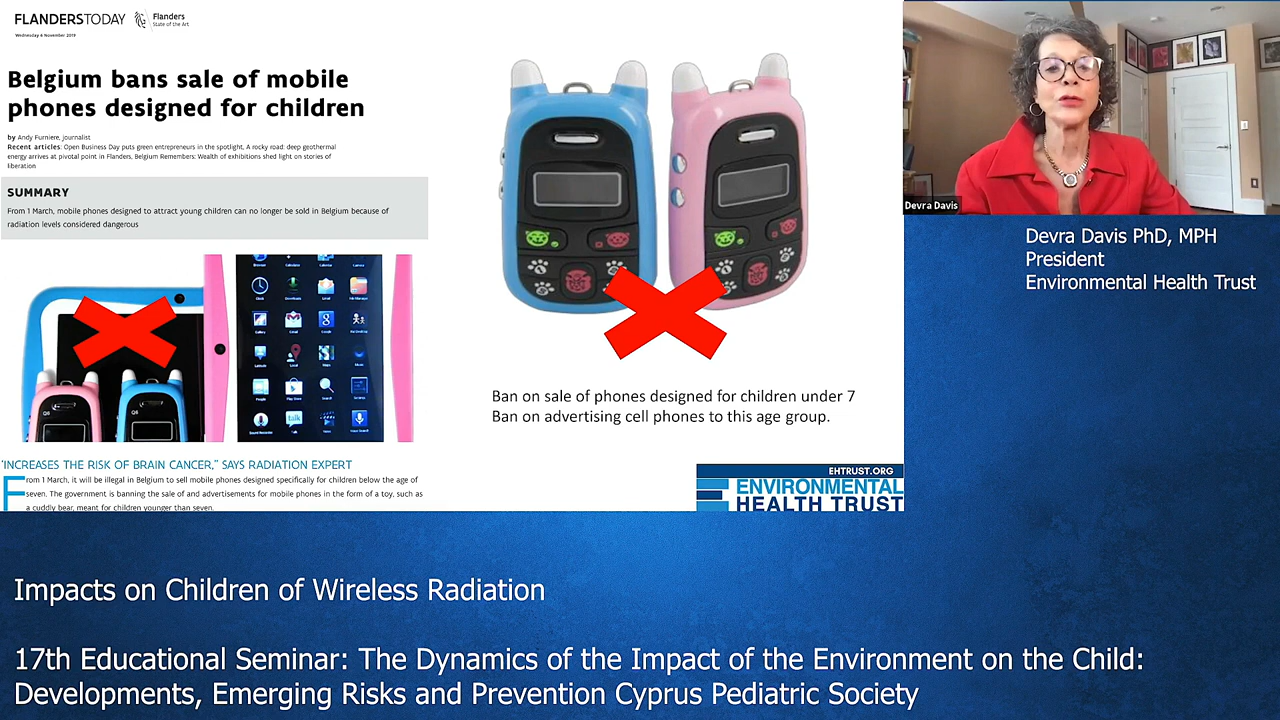 FLANDERSTODAY
Flanders
State of the Art
Wednesday 6 November 2019
Belgium bans sale of mobile
phones designed for children
by Andy Furniere, journalist
Recent articles: Open Business Day puts green entrepreneurs in the spotlight, A rocky road: deep geothermal
energy arrives at pivotal point in Flanders, Belgium Remembers: Wealth of exhibitions shed light on stories of
liberation
SUMMARY
From 1 March, mobile phones designed to attract young children can no longer be sold in Belgium because of
radiation levels considered dangerous
"INCREASES THE RISK OF BRAIN CANCER," SAYS RADIATION EXPERT
From 1 March, it will be illegal in Belgium to sell mobile phones designed specifically for children below the age of
seven. The government is banning the sale of and advertisements for mobile phones in the form of a toy, such as
a cuddly bear, meant for children younger than seven.
Ban on sale of phones designed for children under 7
Ban on advertising cell phones to this age group.
EHTRUST.ORG
ENVIRONMENTAL
HEALTH TRUST
Devra Davis
Devra Davis PhD, MPH
President
Environmental Health Trust
Impacts on Children of Wireless Radiation
17th Educational Seminar: The Dynamics of the Impact of the Environment on the Child:
Developments, Emerging Risks and Prevention Cyprus Pediatric Society